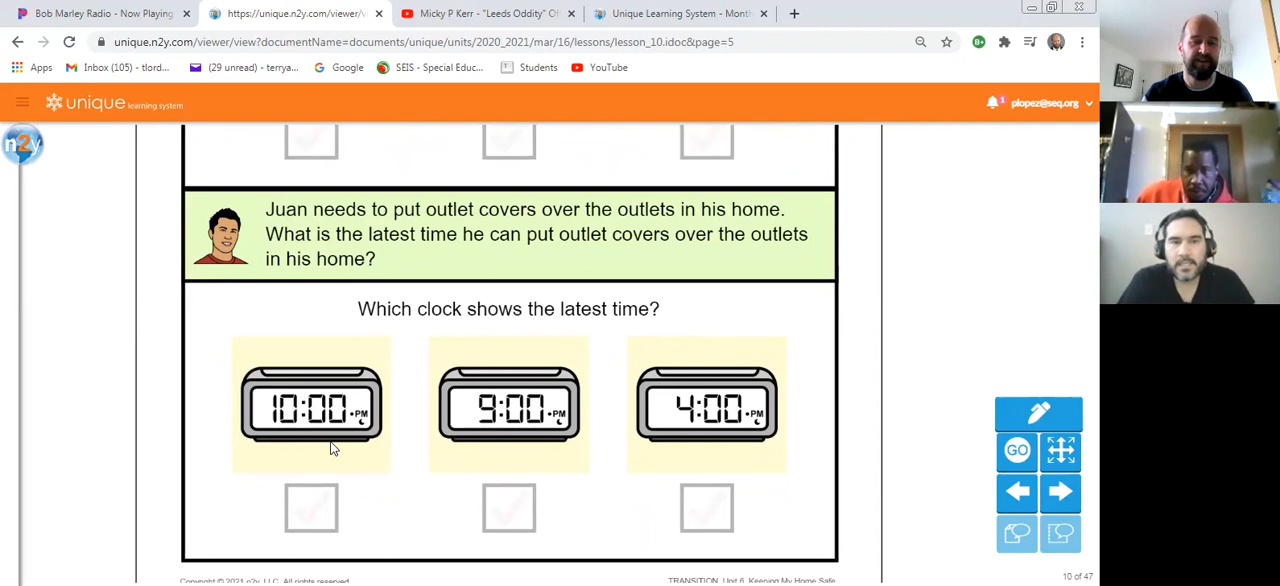 Bob Marley Radio - Now Playing
https://unique.n2y.com/viewer/v
Micky P Kerr - "Leeds Oddity" Of
Unique Learning System - Month
unique.n2y.com/viewer/view?documentName=documents/unique/units/2020_2021/mar/16/lessons/lesson_10.idoc&page=5
Apps
Inbox (105) - tlord...
(29 unread) - terrya...
Google
SEIS - Special Educ...
Students
YouTube
unique learning system
1
plopez@seq.org
n2y
Juan needs to put outlet covers over the outlets in his home.
What is the latest time he can put outlet covers over the outlets
in his home?
Which clock shows the latest time?
10:00 PM
9:00 PM
4:00 PM
GO
Copyright © 2021 n2y, LLC. All rights reserved.
TRANSITION, Unit 6, Keeping My Home Safe
10 of 47